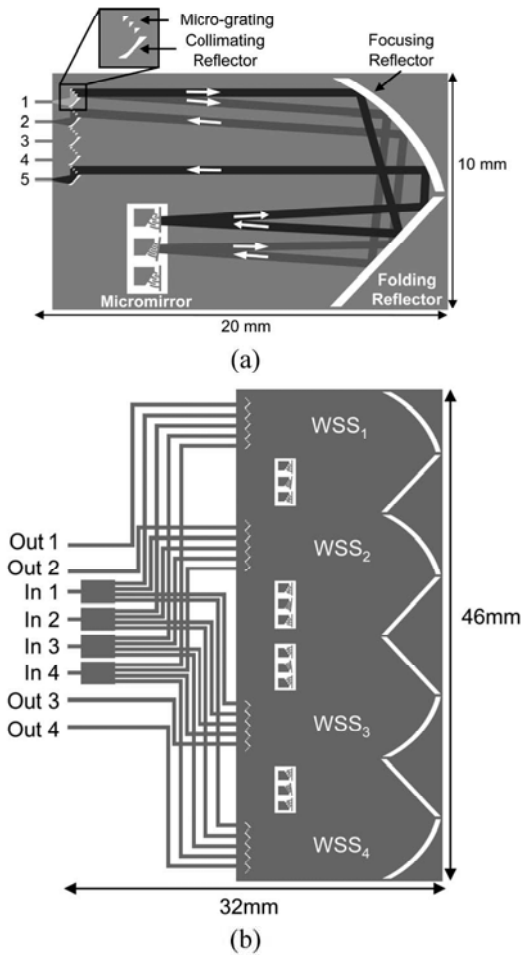 Micro-grating
Collimating
Reflector
Focusing
Reflector
1
2
3
4
5
10 mm
Micromirror
Folding
Reflector
20 mm
(a)
WSS1
Out 1
Out 2
WSS2
In 1
In 2
46mm
In 3
In 4
Out 3
WSS3
Out 4
WSS4
32mm
(b)